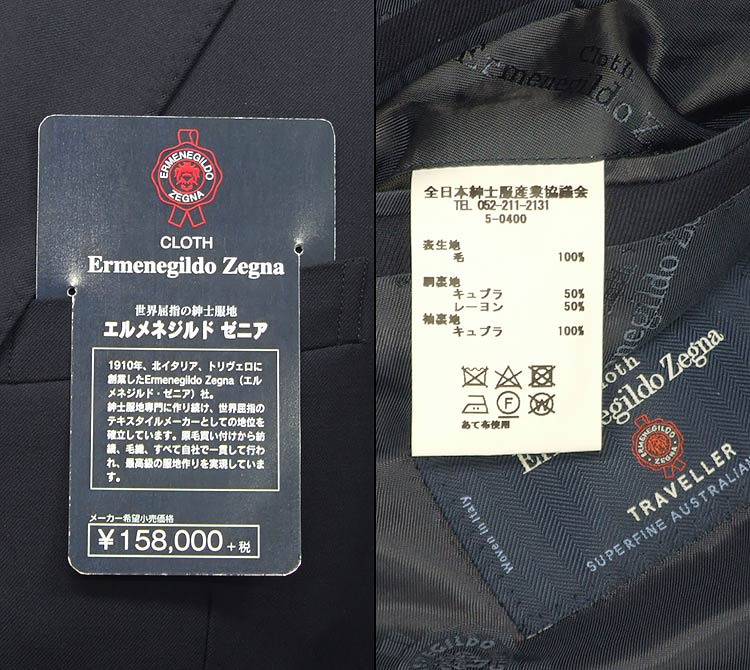 ERMENEGILDO
ZEGNA
CLOTH
Ermenegildo Zegna
世界屈指の紳士服地
エルメネジルド ゼニア
1910年、北イタリア、トリヴェロに
創業したErmenegildo Zegna（エル
メネジルド・ゼニア）社。
紳士服地専門に作り続け、世界屈指の
テキスタイルメーカーとしての地位を
確立しています。原毛買い付けから紡
績、毛織、すべて自社で一貫して行わ
れ、最高級の服地作りを実現していま
す。
メーカー希望小売価格
¥158,000+税
Cloth
Ermenegildo Z
全日本紳士服産業協議会
TEL 052-211-2131
5-0400
表生地
毛 100%
胴裏地
キュプラ 50%
レーヨン 50%
袖裏地
キュプラ 100%
F
W
あて布使用
loth
negildo Zegna
ERMENEGILDO
ZEGNA
TRAVELLER
SUPERFINE AUSTRALIAN
Woven in Italy